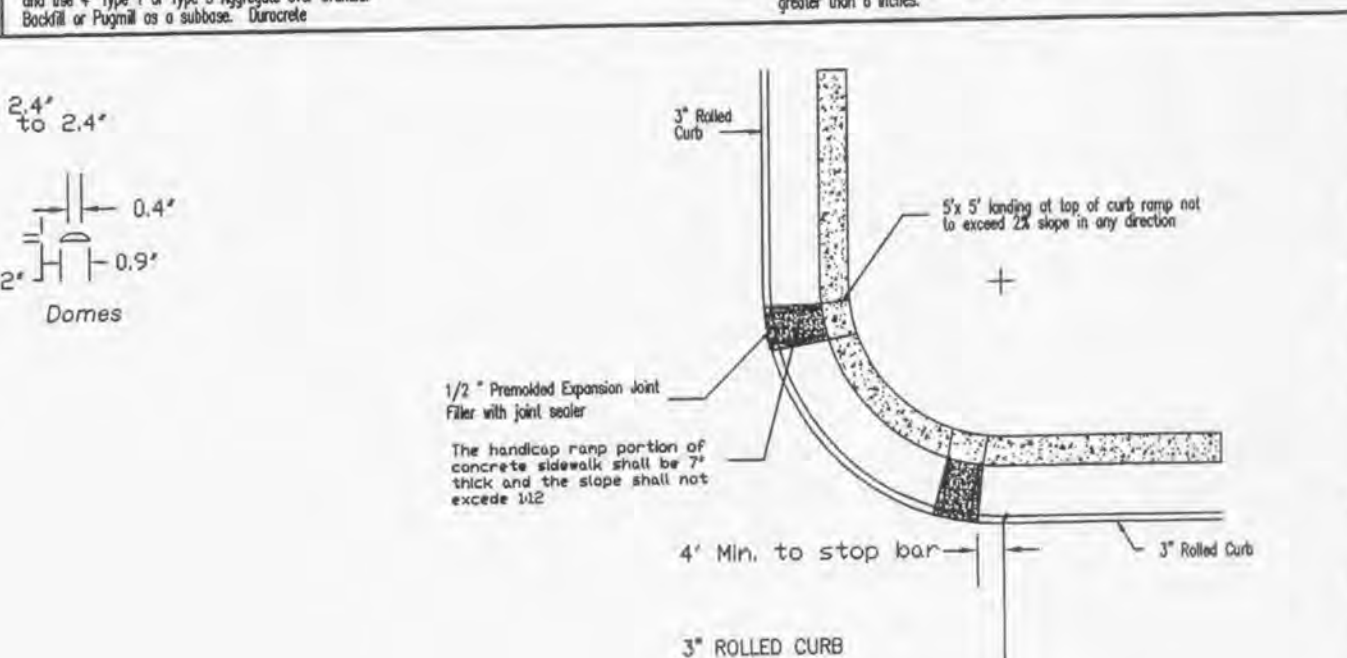 and use 4" Type 1 or Type 5 Aggregate over Granular
Backfill or Pugmill as a subbase. Duracrete
greater than 6 inches.
2.4"
to 2.4"
0.4"
0.9"
2"
Domes
3" Rolled
Curb
5'x 5' landing at top of curb ramp not
to exceed 2% slope in any direction
1/2 " Premolded Expansion Joint
Filler with joint sealer
The handicap ramp portion of
concrete sidewalk shall be 7"
thick and the slope shall not
excede 1:12
4' Min. to stop bar
3" Rolled Curb
3" ROLLED CURB